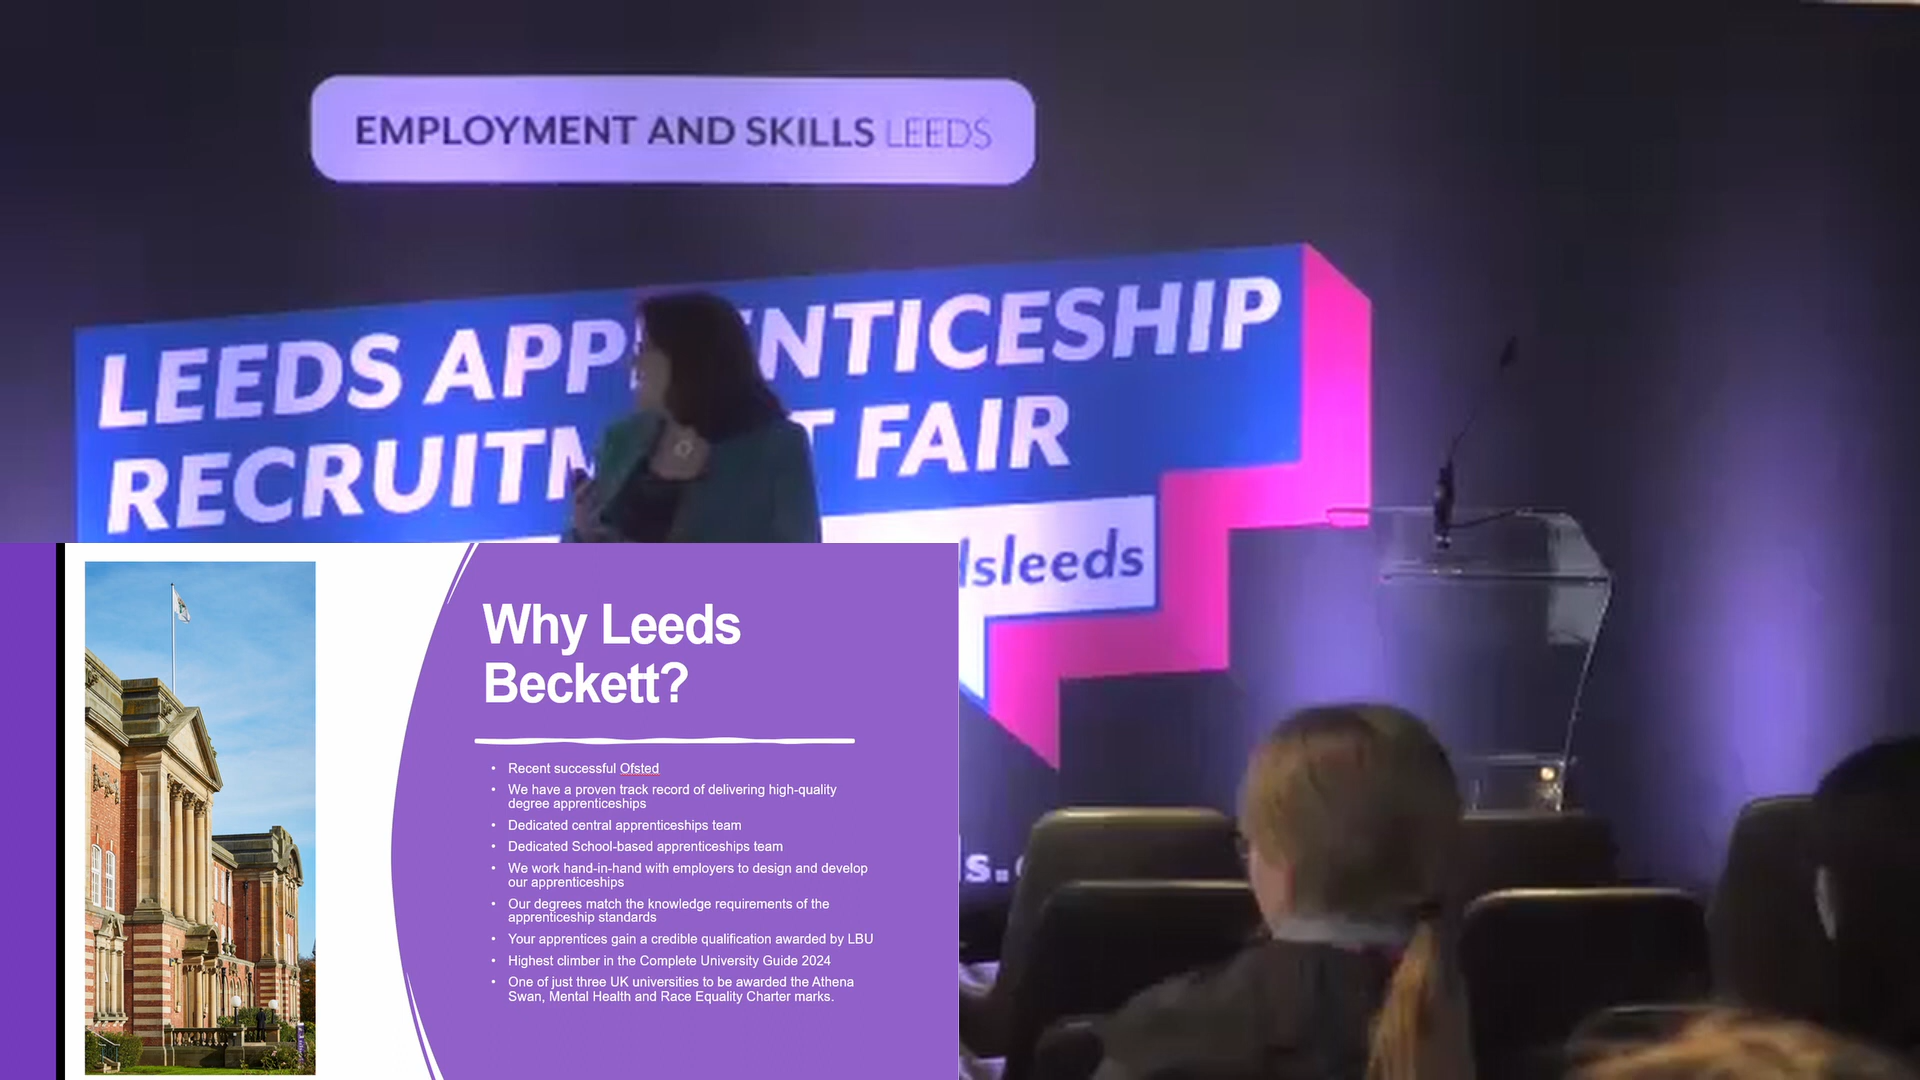 EMPLOYMENT AND SKILLS LEEDS
LEEDS APP NTICESHIP
RECRUITM T FAIR
sleeds
s.
Why Leeds
Beckett?
• Recent successful Ofsted
• We have a proven track record of delivering high-quality
degree apprenticeships
• Dedicated central apprenticeships team
• Dedicated School-based apprenticeships team
• We work hand-in-hand with employers to design and develop
our apprenticeships
• Our degrees match the knowledge requirements of the
apprenticeship standards
• Your apprentices gain a credible qualification awarded by LBU
• Highest climber in the Complete University Guide 2024
• One of just three UK universities to be awarded the Athena
Swan, Mental Health and Race Equality Charter marks.